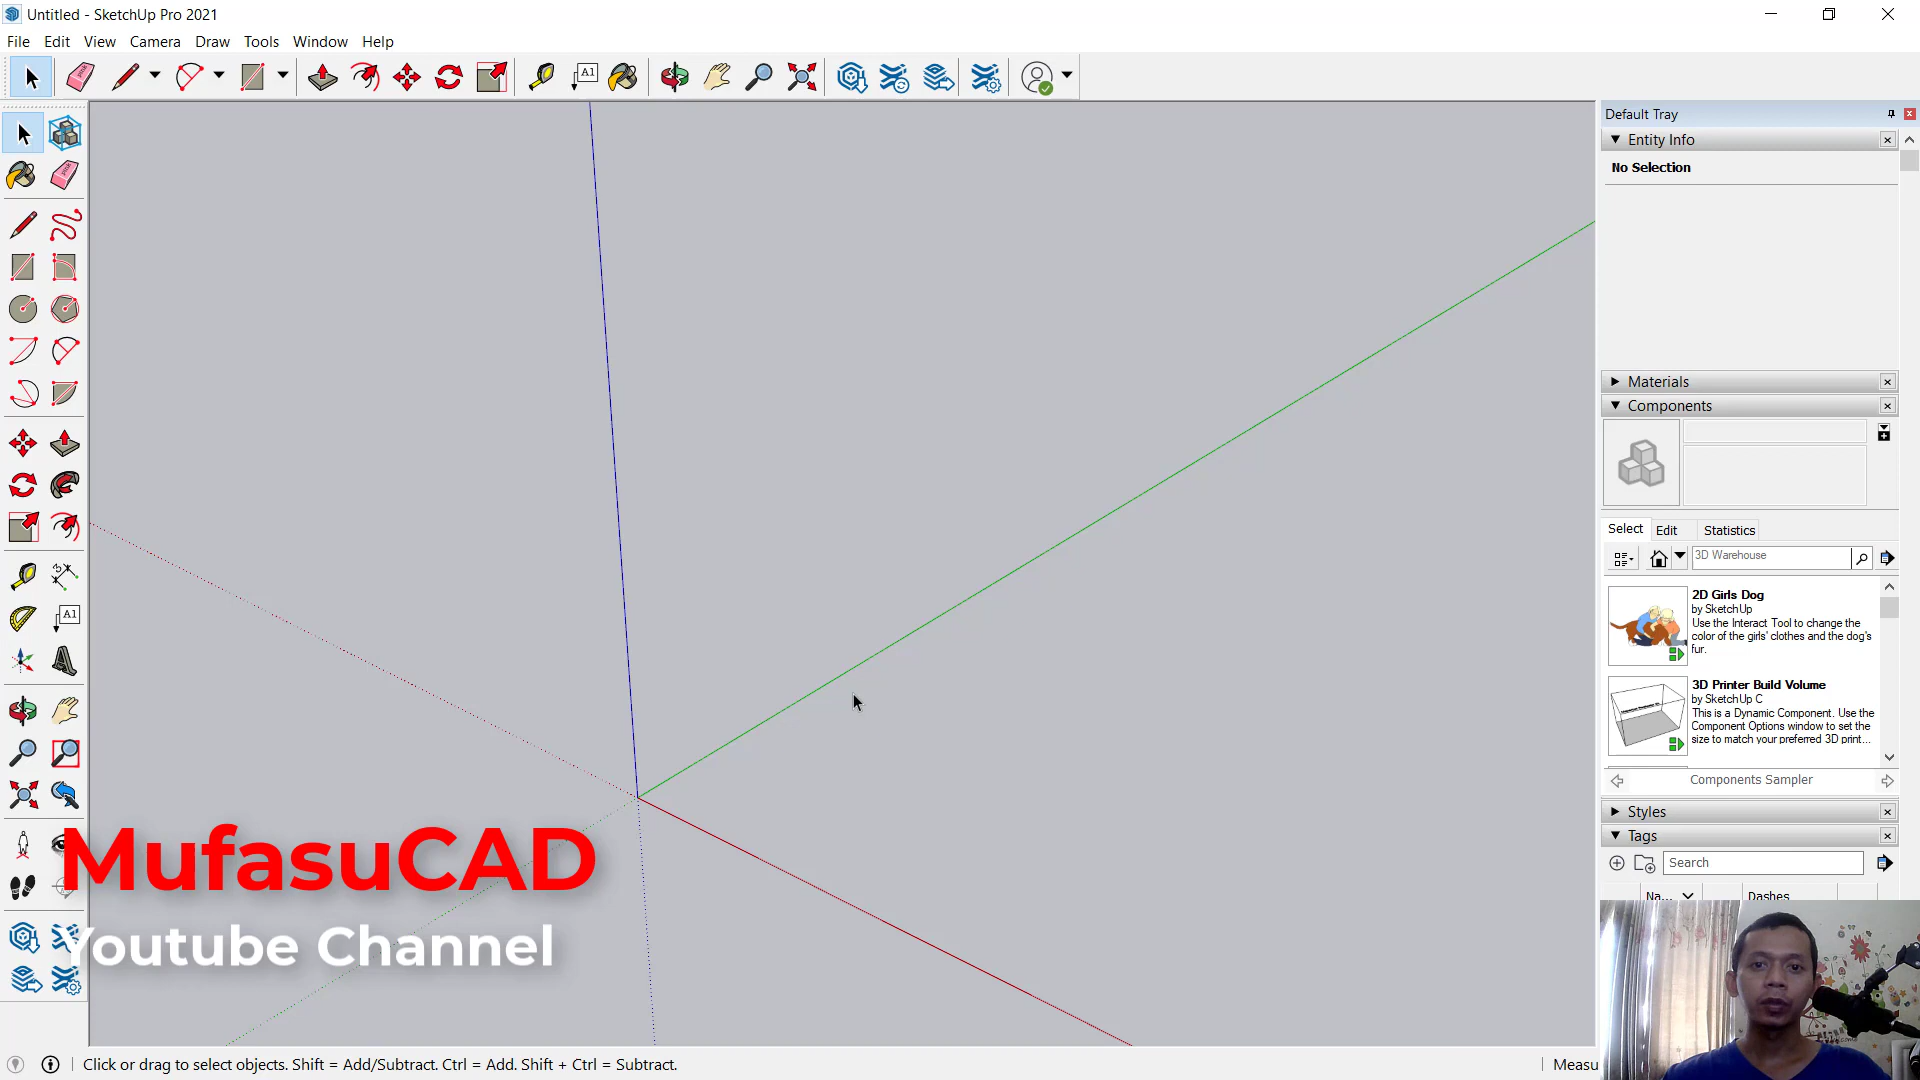 Untitled - SketchUp Pro 2021
File Edit View Camera Draw Tools Window Help
A1
Default Tray
Entity Info
No Selection
Materials
Components
Select Edit Statistics
3D Warehouse
2D Girls Dog
by SketchUp
Use the Interact Tool to change the
color of the girls' clothes and the dog's
fur.
3D Printer Build Volume
by SketchUp C
This is a Dynamic Component. Use the
Component Options window to set the
size to match your preferred 3D print...
Components Sampler
Styles
Tags
Search
Na... Dashes
A1
MufasuCAD
Youtube Channel
Click or drag to select objects. Shift = Add/Subtract. Ctrl = Add. Shift + Ctrl = Subtract.
Measu